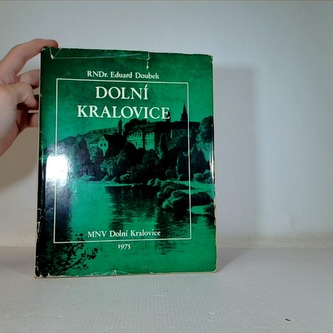 RNDr. Eduard Doubek
DOLNÍ
KRALOVICE
MNV Dolní Kralovice
1975